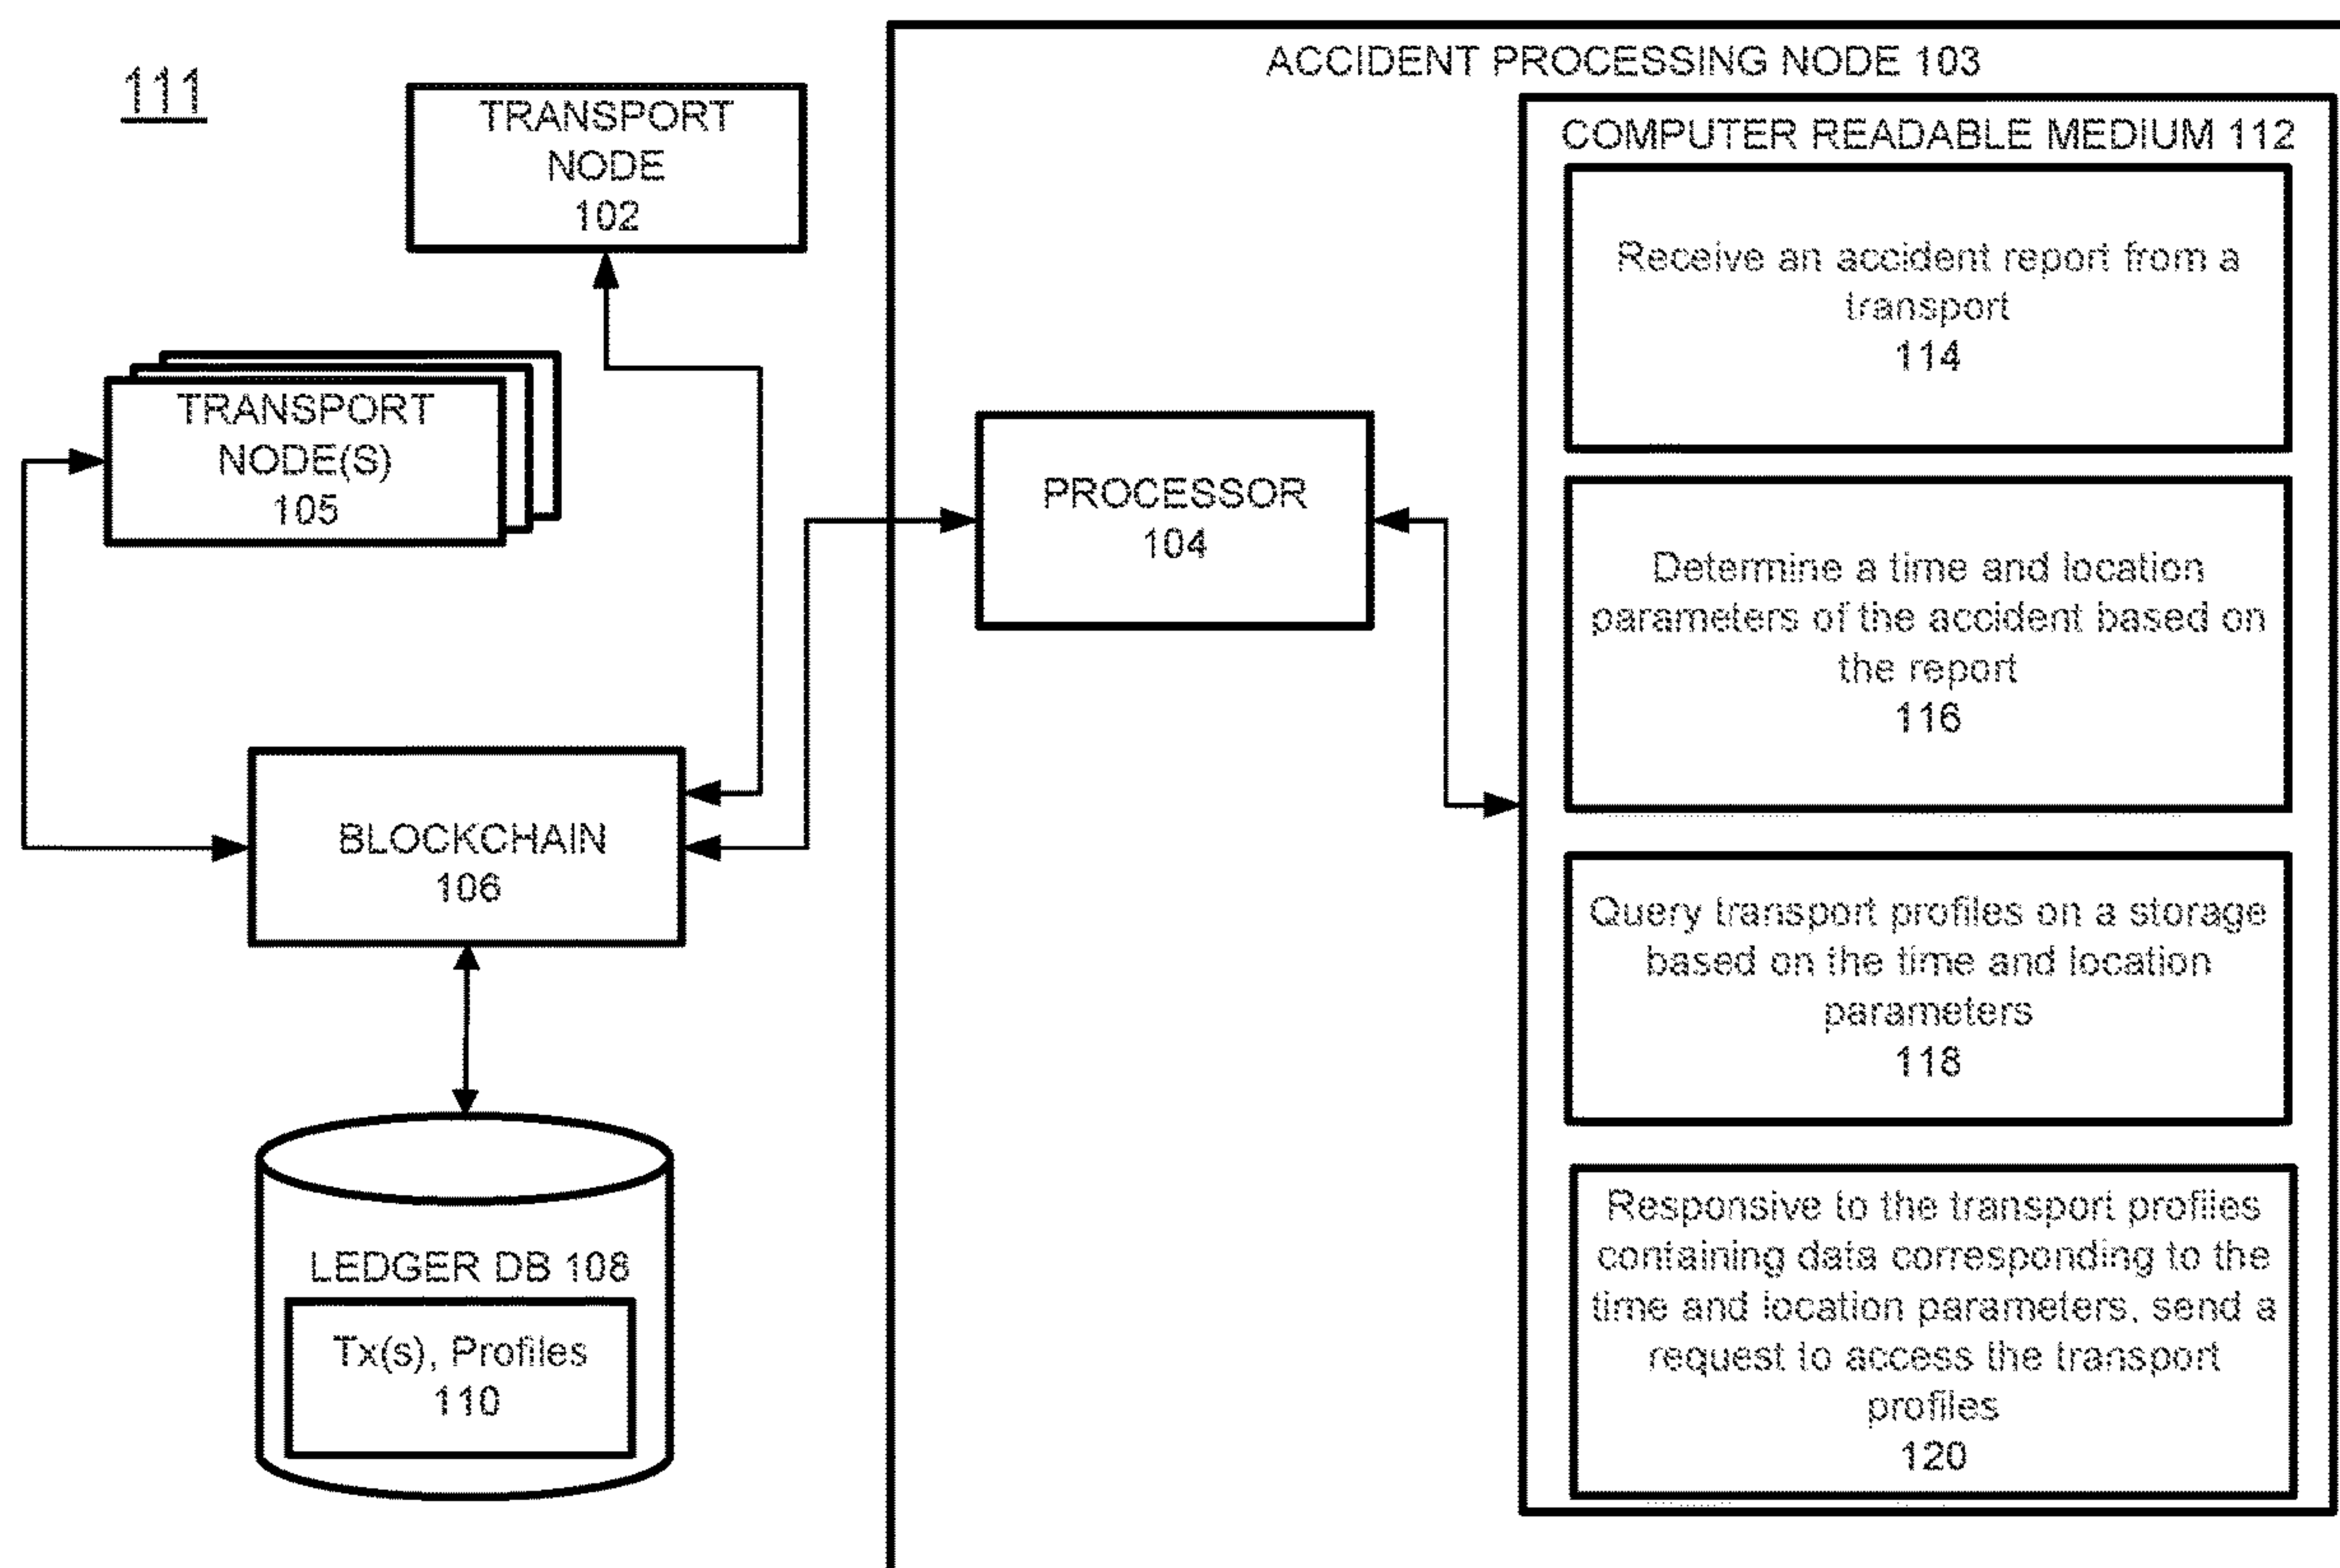 111
TRANSPORT
NODE
102
TRANSPORT
NODE(S)
105
BLOCKCHAIN
106
LEDGER DB 108
Tx(s), Profiles
110
ACCIDENT PROCESSING NODE 103
PROCESSOR
104
COMPUTER READABLE MEDIUM 112
Receive an accident report from a
transport
114
Determine a time and location
parameters of the accident based on
the report
116
Query transport profiles on a storage
based on the time and location
parameters
118
Responsive to the transport profiles
containing data corresponding to the
time and location parameters, send a
request to access the transport
profiles
120